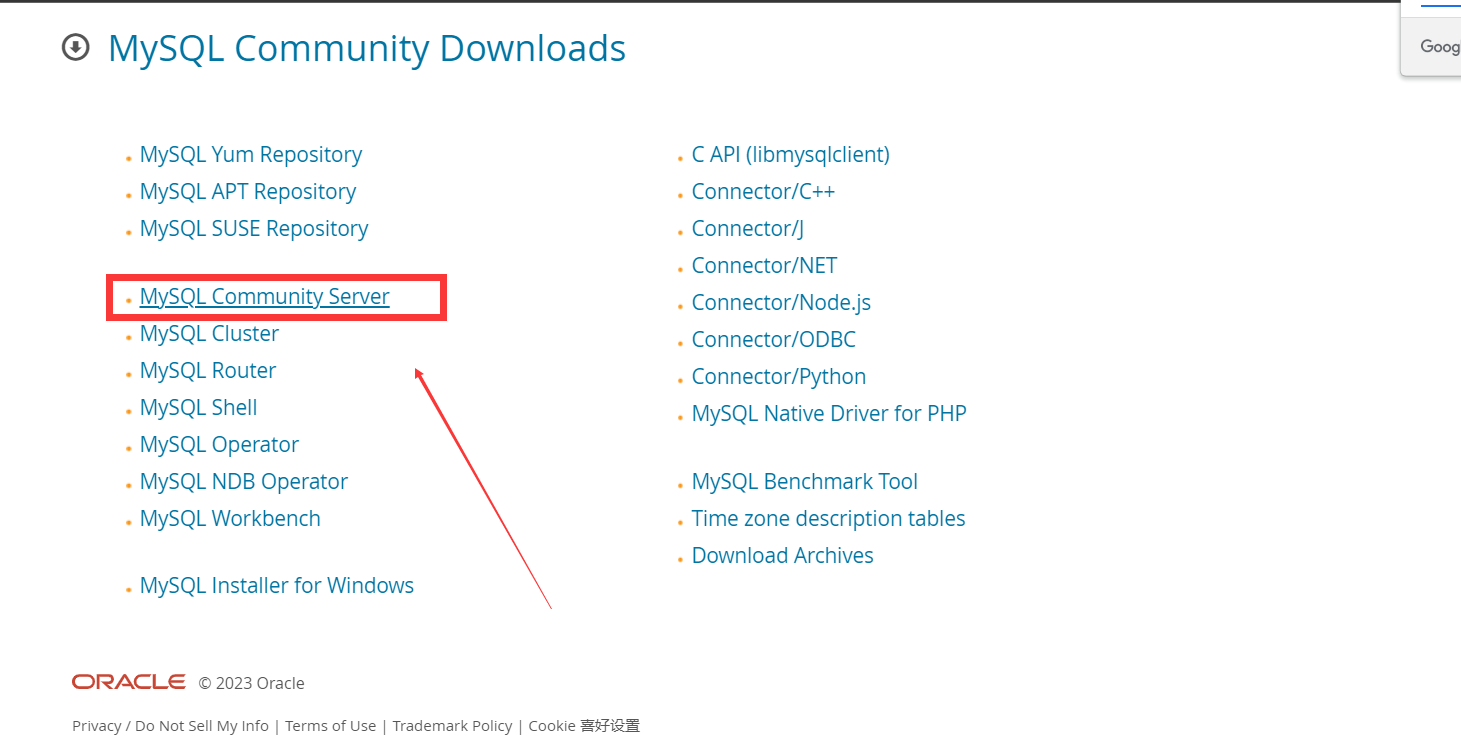 MySQL Community Downloads
Goog
MySQL Yum Repository
MySQL APT Repository
MySQL SUSE Repository
MySQL Community Server
MySQL Cluster
MySQL Router
MySQL Shell
MySQL Operator
MySQL NDB Operator
MySQL Workbench
MySQL Installer for Windows
C API (libmysqlclient)
Connector/C++
Connector/J
Connector/NET
Connector/Node.js
Connector/ODBC
Connector/Python
MySQL Native Driver for PHP
MySQL Benchmark Tool
Time zone description tables
Download Archives
ORACLE © 2023 Oracle
Privacy / Do Not Sell My Info | Terms of Use | Trademark Policy | Cookie 喜好设置